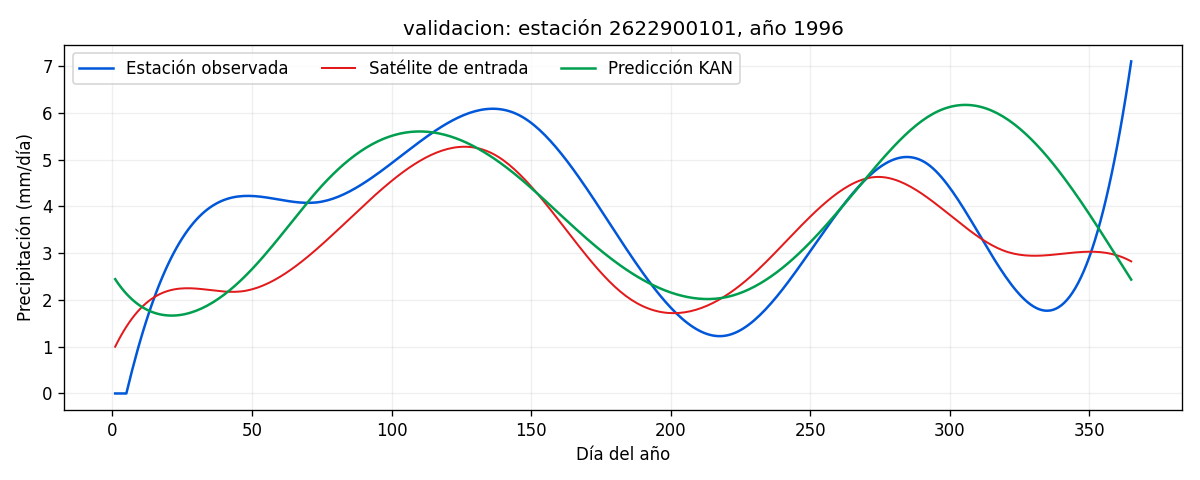 validacion: estación 2622900101, año 1996
Estación observada
Satélite de entrada
Predicción KAN
Precipitación (mm/día)
7
6
5
4
3
2
1
0
0 50 100 150 200 250 300 350
Día del año